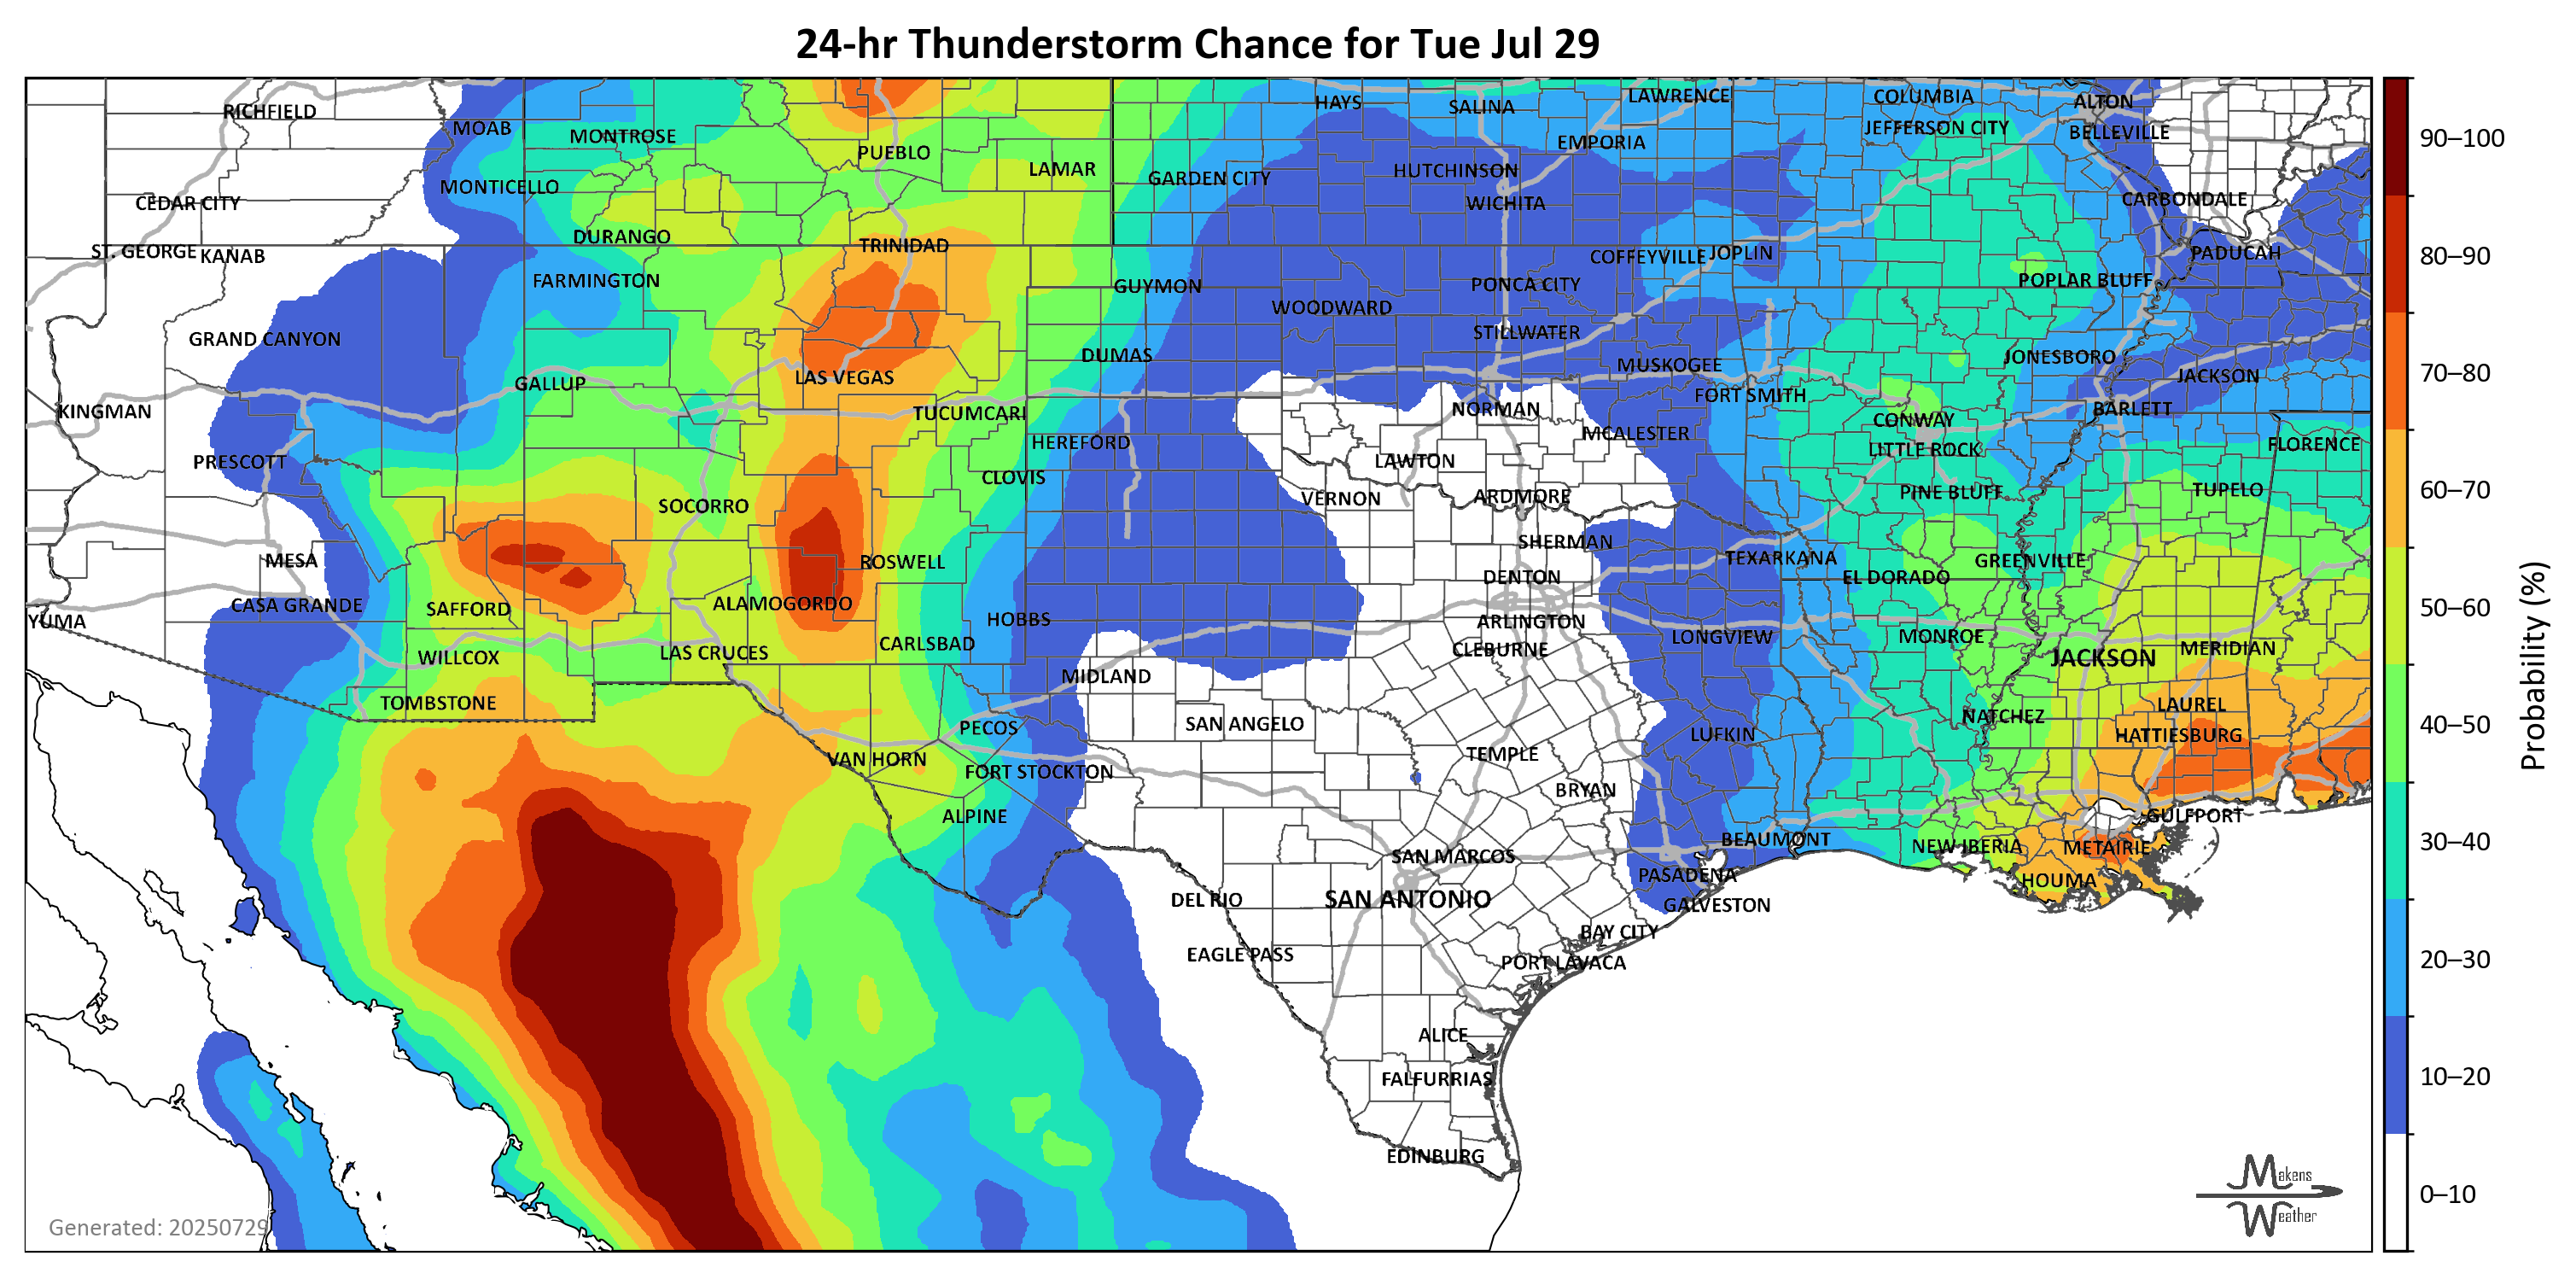 24-hr Thunderstorm Chance for Tue Jul 29
RICHFIELD
MOAB
MONTROSE
PUEBLO
LAMAR
HAYS
SALINA
LAWRENCE
COLUMBIA
ALTON
JEFFERSON CITY
BELLEVILLE
EMPORIA
GARDEN CITY
HUTCHINSON
WICHITA
CARBONDALE
MONTICELLO
CEDAR CITY
DURANGO
TRINIDAD
ST. GEORGE
KANAB
FARMINGTON
GUYMON
COFFEYVILLE
JOPLIN
PADUCAH
POPLAR BLUFF
PONCA CITY
WOODWARD
STILLWATER
GRAND CANYON
DUMAS
MUSKOGEE
JONESBORO
JACKSON
LAS VEGAS
GALLUP
FORT SMITH
KINGMAN
TUCUMCARI
NORMAN
BARLETT
CONWAY
HEREFORD
MCALESTER
LITTLE ROCK
FLORENCE
PRESCOTT
CLOVIS
LAWTON
VERNON
ARDMORE
PINE BLUFF
TUPELO
SOCORRO
SHERMAN
MESA
ROSWELL
TEXARKANA
GREENVILLE
DENTON
EL DORADO
CASA GRANDE
SAFFORD
ALAMOGORDO
YUMA
HOBBS
ARLINGTON
LONGVIEW
MONROE
CARLSBAD
CLEBURNE
JACKSON
MERIDIAN
WILLCOX
LAS CRUCES
MIDLAND
TOMBSTONE
PECOS
SAN ANGELO
LUFKIN
NATCHEZ
LAUREL
HATTIESBURG
VAN HORN
FORT STOCKTON
TEMPLE
BRYAN
ALPINE
GULFPORT
BEAUMONT
NEW IBERIA
METAIRIE
SAN MARCOS
PASADENA
HOUMA
DEL RIO
SAN ANTONIO
GALVESTON
EAGLE PASS
BAY CITY
PORT LAVACA
ALICE
FALFURRIAS
EDINBURG
Generated: 20250729
Makens
Weather
90–100
80–90
70–80
60–70
50–60
40–50
30–40
20–30
10–20
0–10
Probability (%)